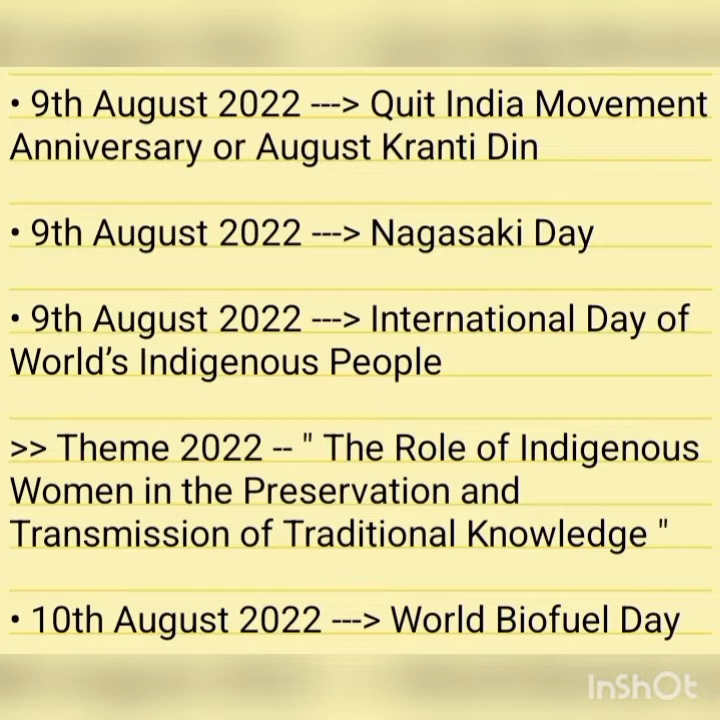 • 9th August 2022 ---> Quit India Movement
Anniversary or August Kranti Din
• 9th August 2022 ---> Nagasaki Day
• 9th August 2022 ---> International Day of
World’s Indigenous People
>> Theme 2022 -- " The Role of Indigenous
Women in the Preservation and
Transmission of Traditional Knowledge "
• 10th August 2022 ---> World Biofuel Day
InShOt